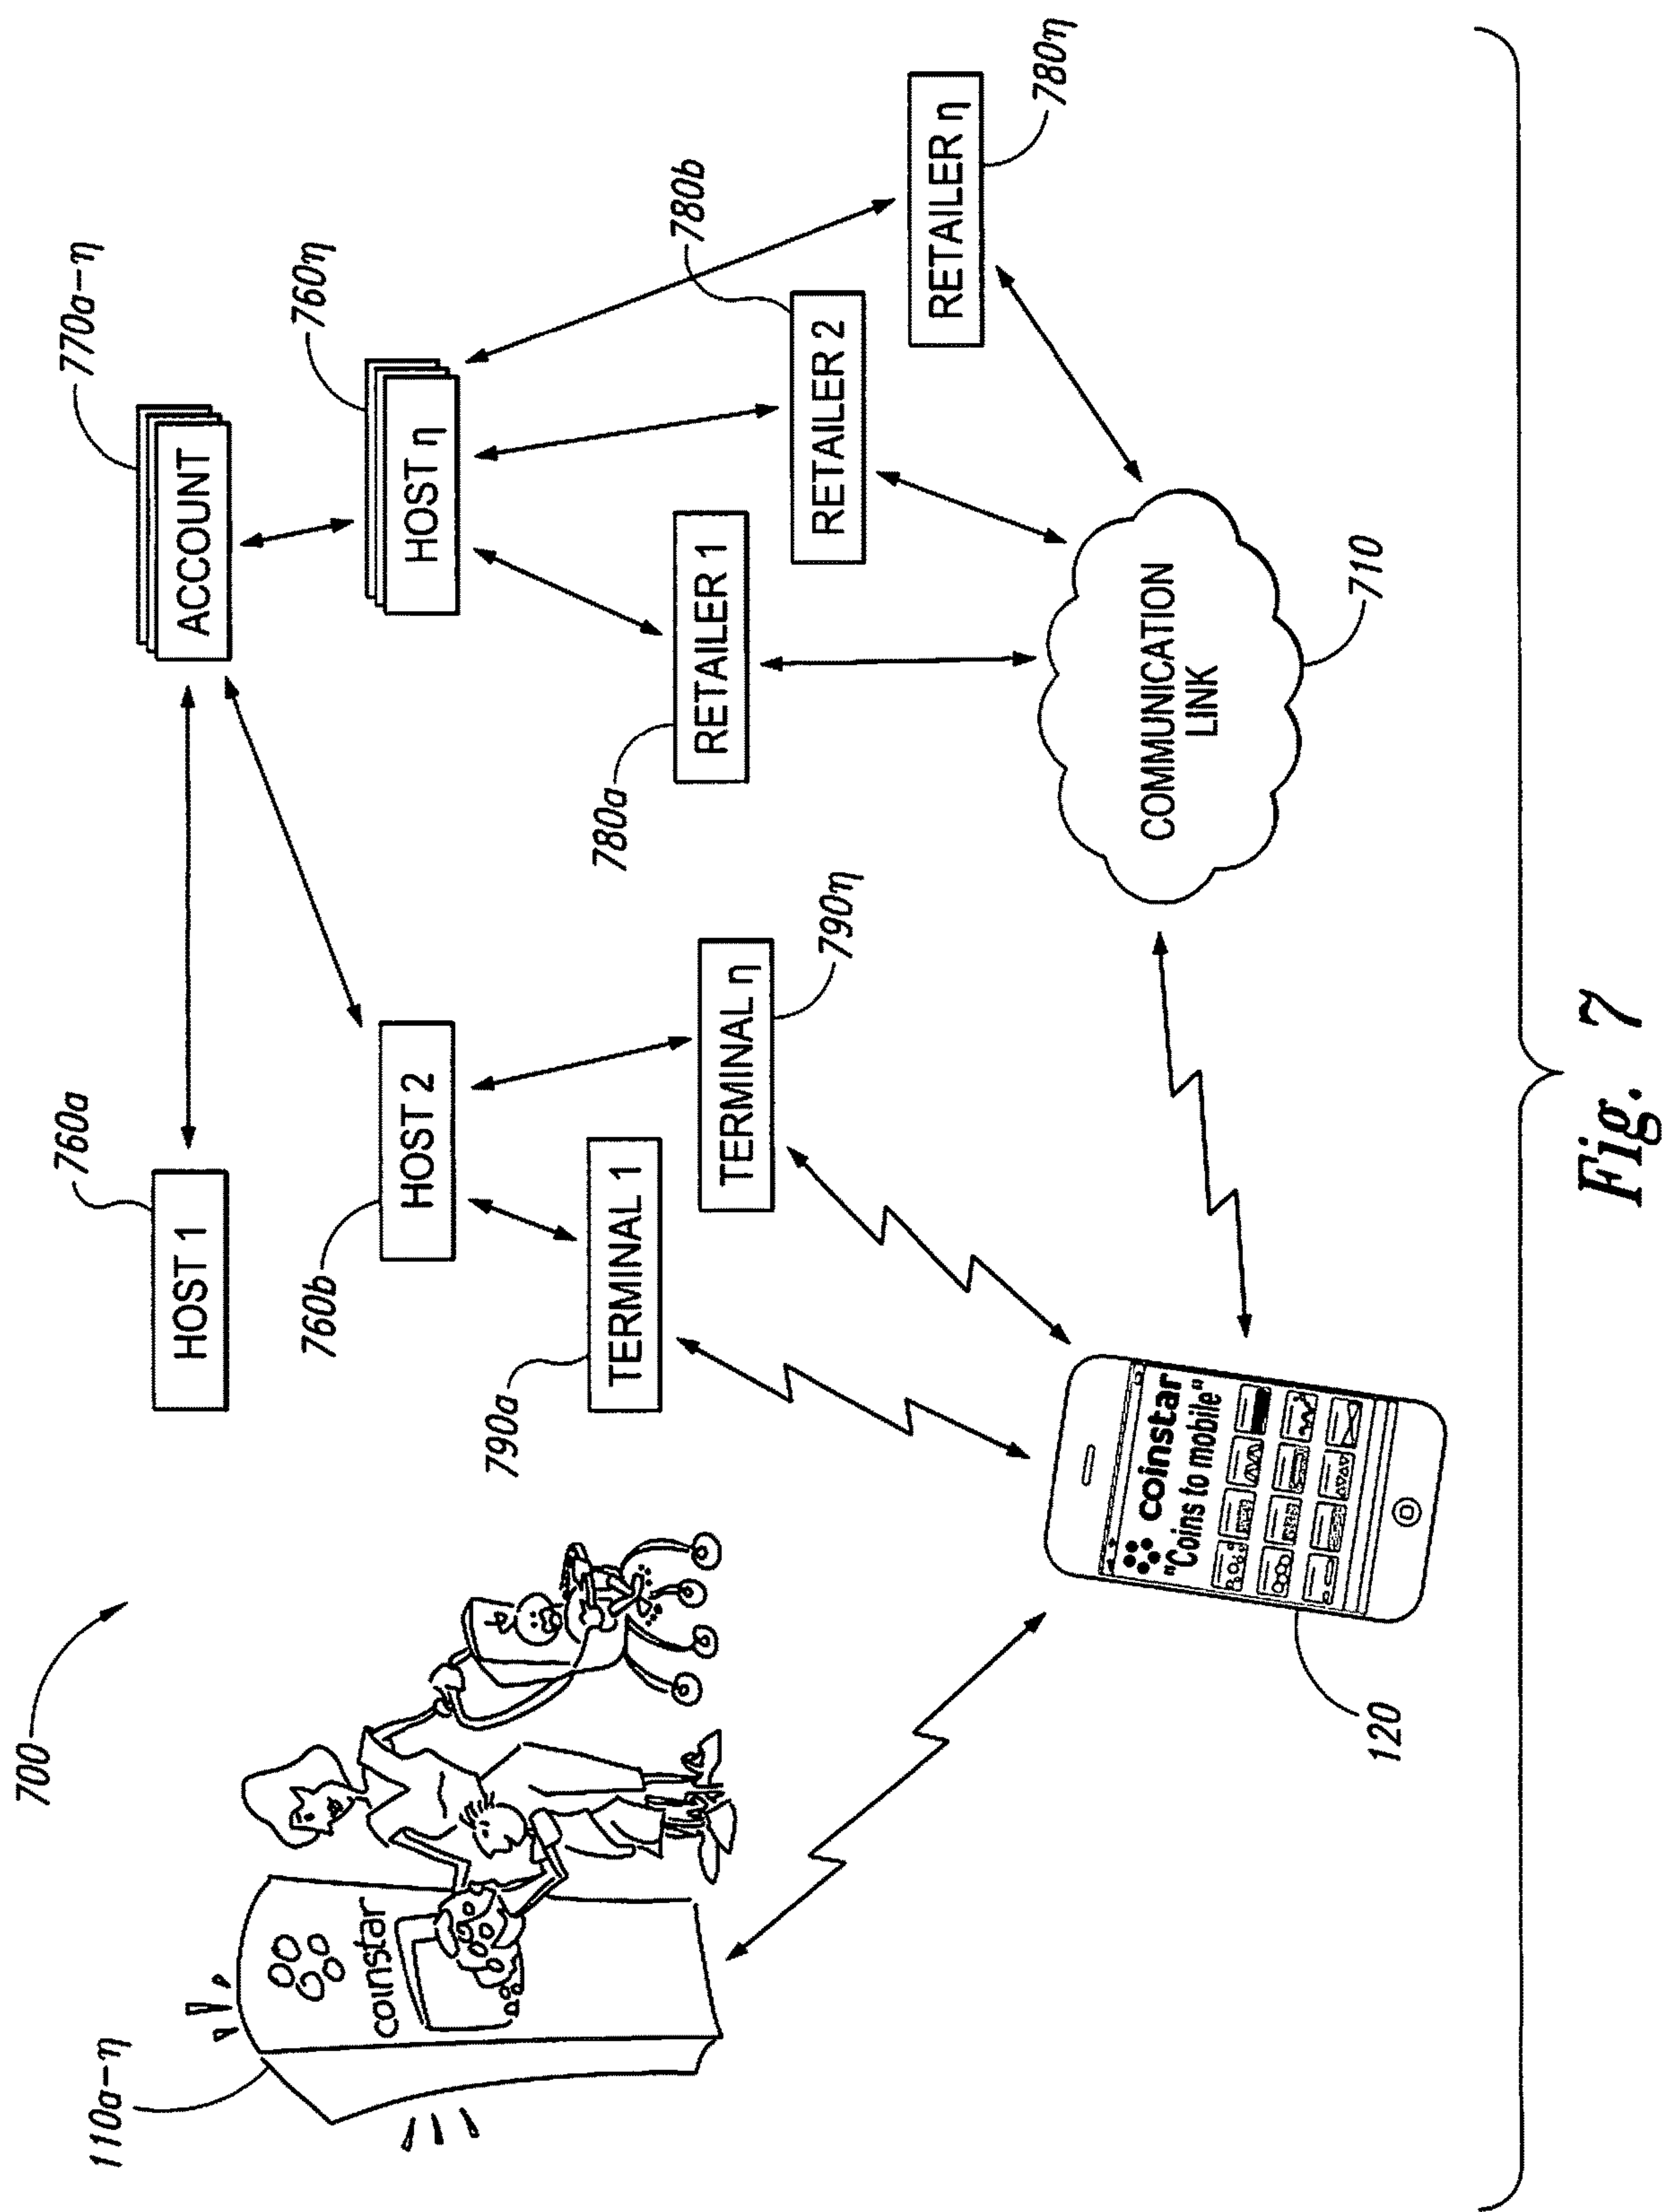 700
110a-η
coinstar
760a
HOST 1
770a-η
ACCOUNT
760b
HOST 2
760η
HOST η
790a
TERMINAL 1
790η
TERMINAL η
780a
RETAILER 1
780b
RETAILER 2
780η
RETAILER η
COMMUNICATION
LINK
710
coinstar
"Coins to mobile"
120
Fig. 7